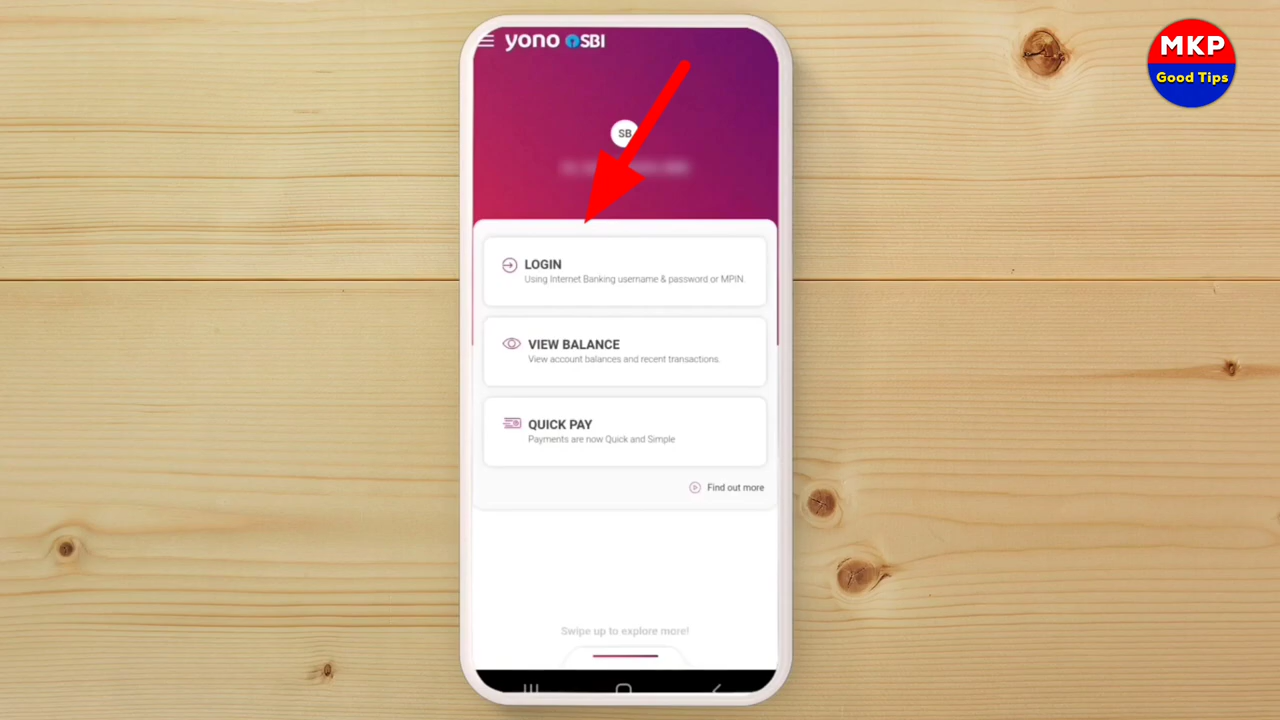 yono SBI
MKP
Good Tips
SB
LOGIN
Using Internet Banking username & password or MPIN.
VIEW BALANCE
View account balances and recent transactions.
QUICK PAY
Payments are now Quick and Simple
Find out more
Swipe up to explore more!